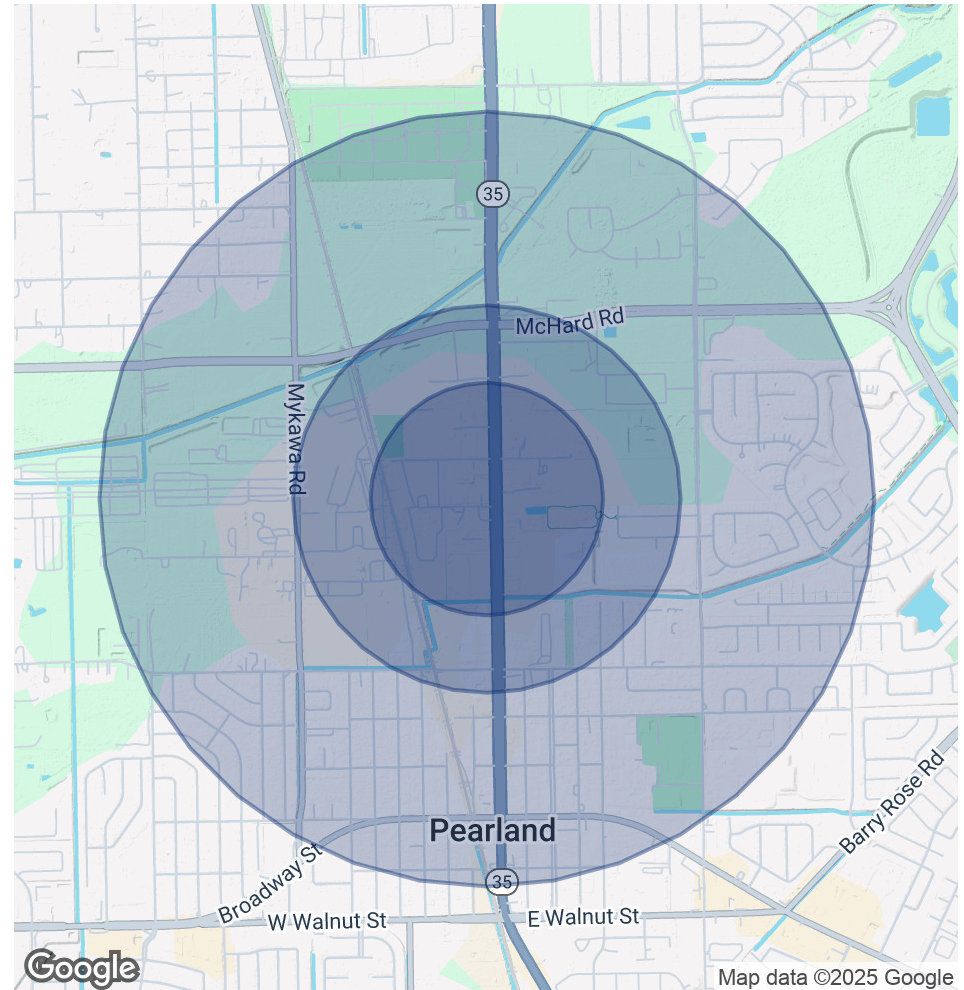 35
McHard Rd
Mykawa Rd
Pearland
Barry Rose Rd
Broadway St
35
W Walnut St
E Walnut St
Google
Map data ©2025 Google